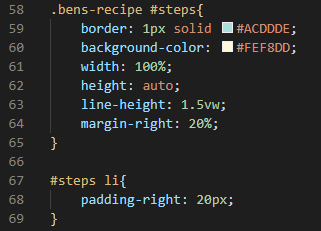 58 .bens-recipe #steps{
59     border: 1px solid #ACDDDE;
60     background-color: #FEF8DD;
61     width: 100%;
62     height: auto;
63     line-height: 1.5vw;
64     margin-right: 20%;
65 }
66
67 #steps li{
68     padding-right: 20px;
69 }